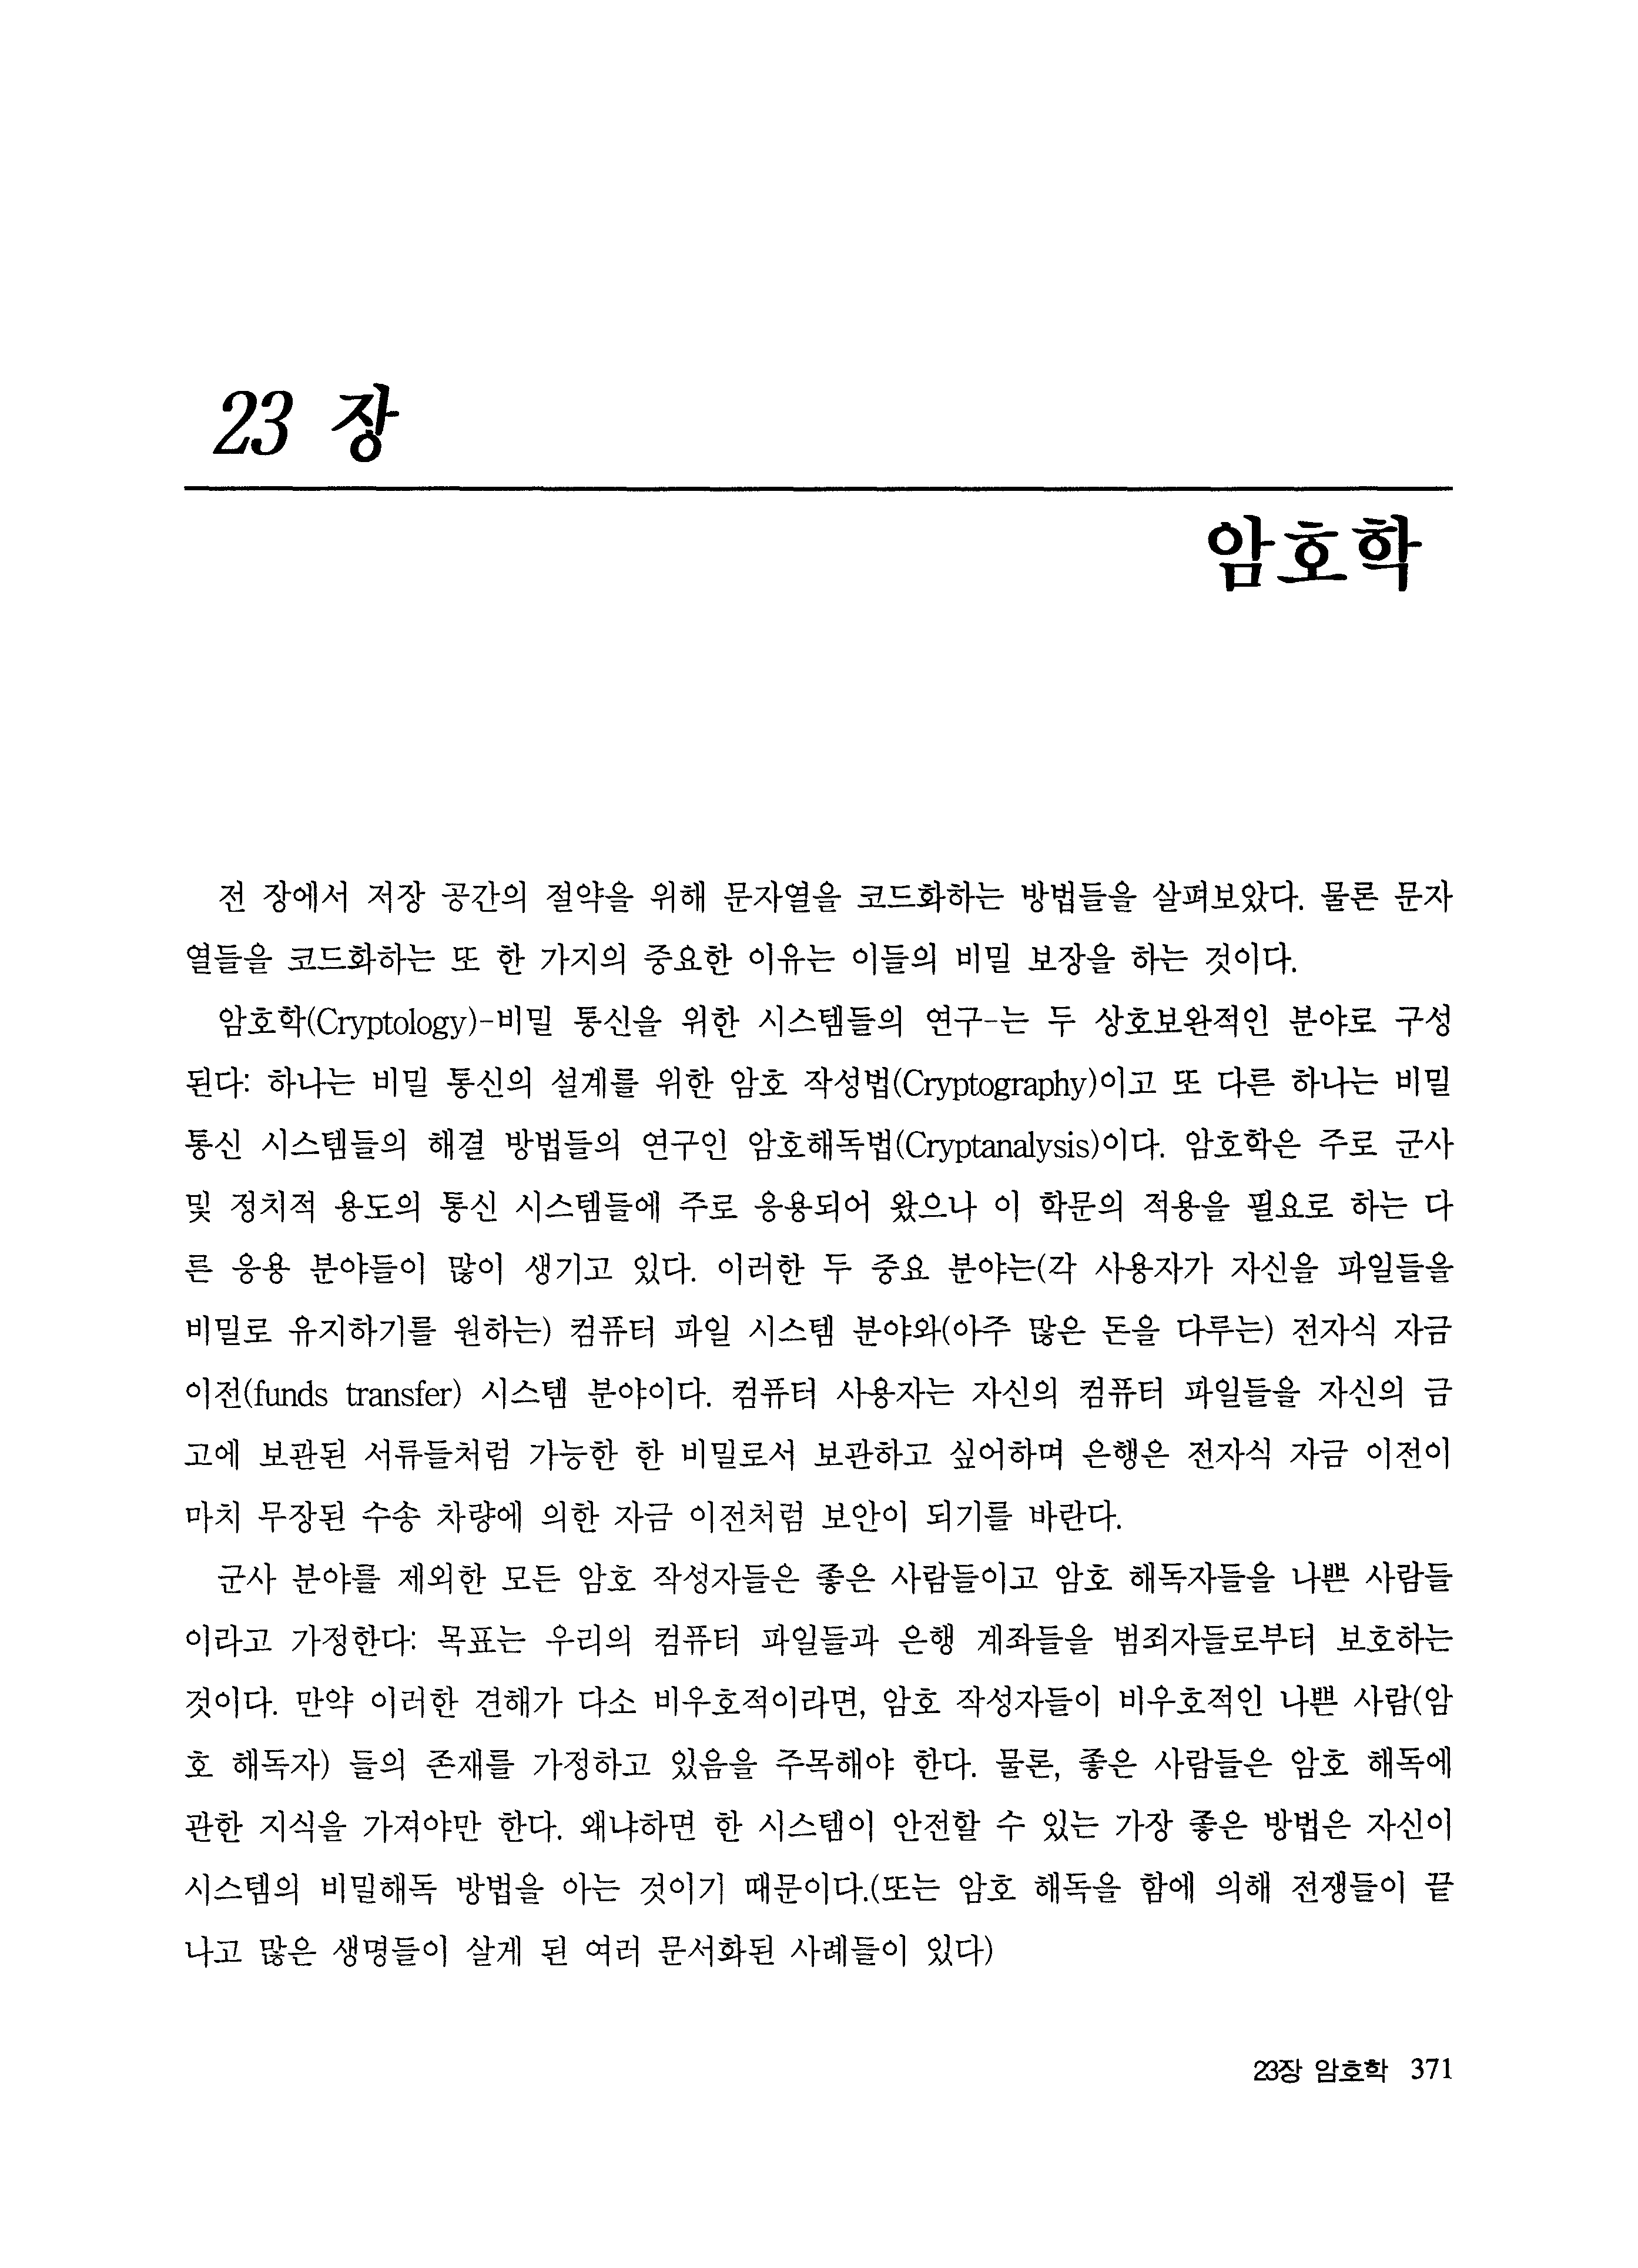 23 장
암호학
전 장에서 저장 공간의 절약을 위해 문자열을 코드화하는 방법들을 살펴보았다. 물론 문자
열들을 코드화하는 또 한 가지의 중요한 이유는 이들의 비밀 보장을 하는 것이다.
암호학(Cryptology)-비밀 통신을 위한 시스템들의 연구-는 두 상호보완적인 분야로 구성
된다: 하나는 비밀 통신의 설계를 위한 암호 작성법(Cryptography)이고 또 다른 하나는 비밀
통신 시스템들의 해결 방법들의 연구인 암호해독법(Cryptanalysis)이다. 암호학은 주로 군사
및 정치적 용도의 통신 시스템들에 주로 응용되어 왔으나 이 학문의 적용을 필요로 하는 다
른 응용 분야들이 많이 생기고 있다. 이러한 두 중요 분야는(각 사용자가 자신을 파일들을
비밀로 유지하기를 원하는) 컴퓨터 파일 시스템 분야와(아주 많은 돈을 다루는) 전자식 자금
이전(funds transfer) 시스템 분야이다. 컴퓨터 사용자는 자신의 컴퓨터 파일들을 자신의 금
고에 보관된 서류들처럼 가능한 한 비밀로서 보관하고 싶어하며 은행은 전자식 자금 이전이
마치 무장된 수송 차량에 의한 자금 이전처럼 보안이 되기를 바란다.
군사 분야를 제외한 모든 암호 작성자들은 좋은 사람들이고 암호 해독자들을 나쁜 사람들
이라고 가정한다: 목표는 우리의 컴퓨터 파일들과 은행 계좌들을 범죄자들로부터 보호하는
것이다. 만약 이러한 견해가 다소 비우호적이라면, 암호 작성자들이 비우호적인 나쁜 사람(암
호 해독자) 들의 존재를 가정하고 있음을 주목해야 한다. 물론, 좋은 사람들은 암호 해독에
관한 지식을 가져야만 한다. 왜냐하면 한 시스템이 안전할 수 있는 가장 좋은 방법은 자신이
시스템의 비밀해독 방법을 아는 것이기 때문이다.(또는 암호 해독을 함에 의해 전쟁들이 끝
나고 많은 생명들이 살게 된 여러 문서화된 사례들이 있다)
23장 암호학 371